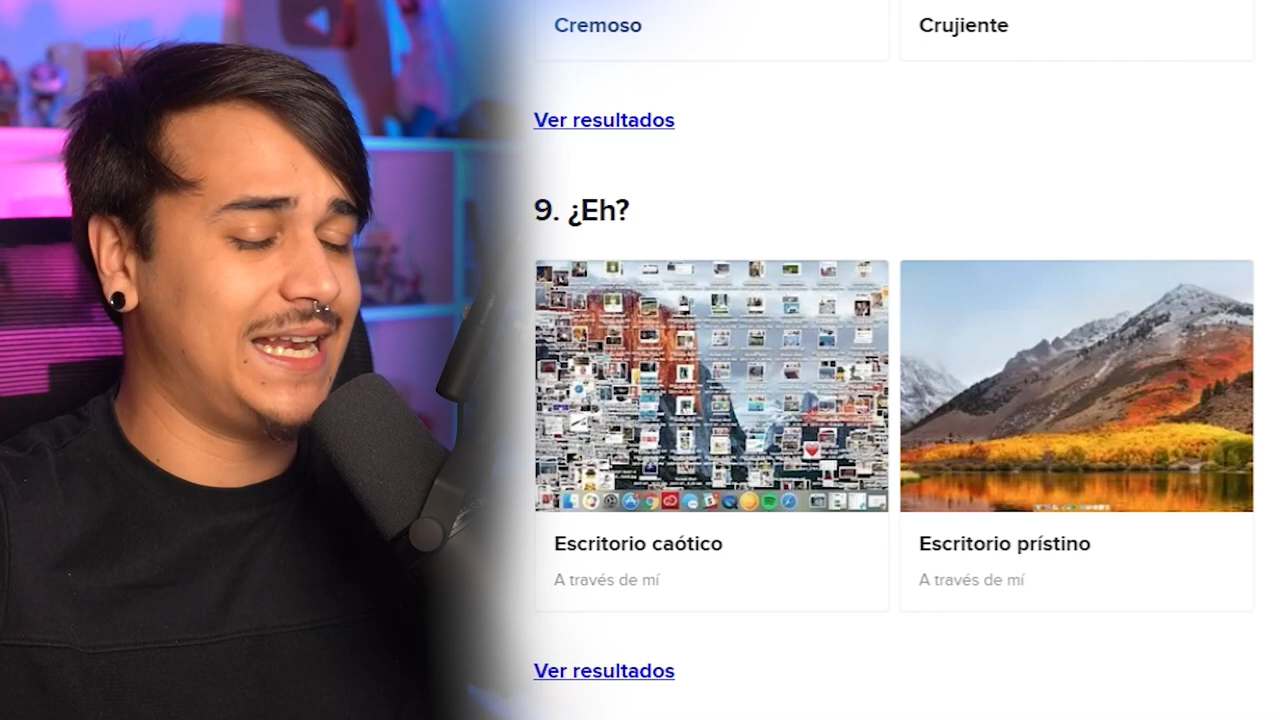 Cremoso
Crujiente
Ver resultados
9. ¿Eh?
Escritorio caótico
Escritorio prístino
A través de mí
A través de mí
Ver resultados